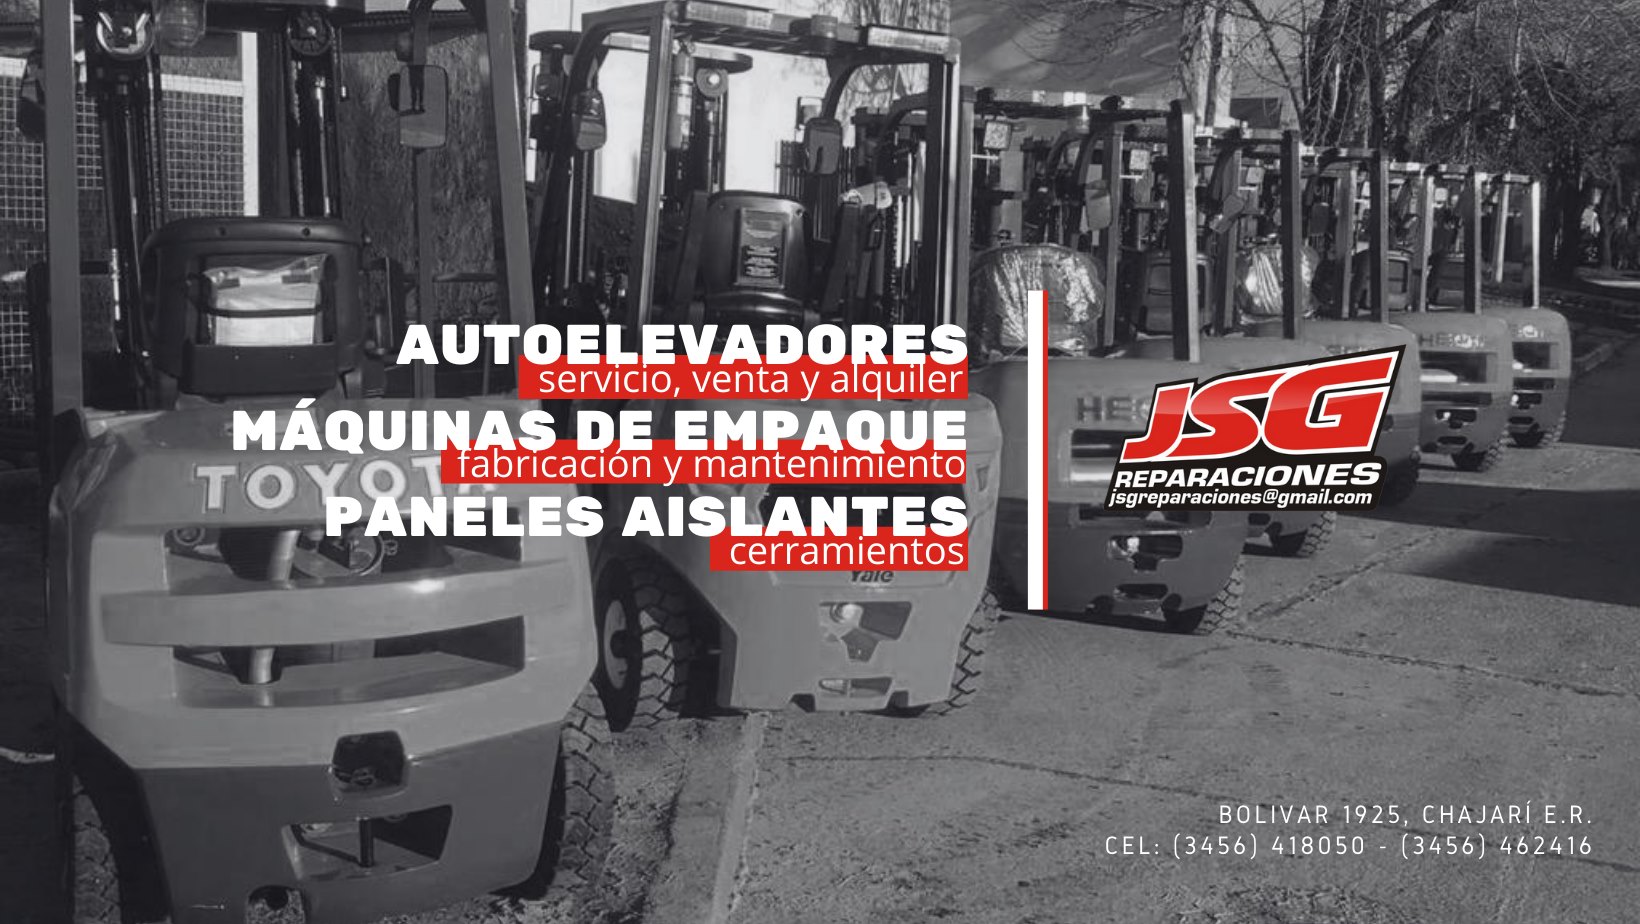 AUTOELEVADORES
servicio, venta y alquiler
MÁQUINAS DE EMPAQUE
fabricación y mantenimiento
PANELES AISLANTES
cerramientos
JSG
REPARACIONES
jsgreparaciones@gmail.com
BOLIVAR 1925, CHAJARÍ E.R.
CEL: (3456) 418050 - (3456) 462416
TOYOTA
Yale